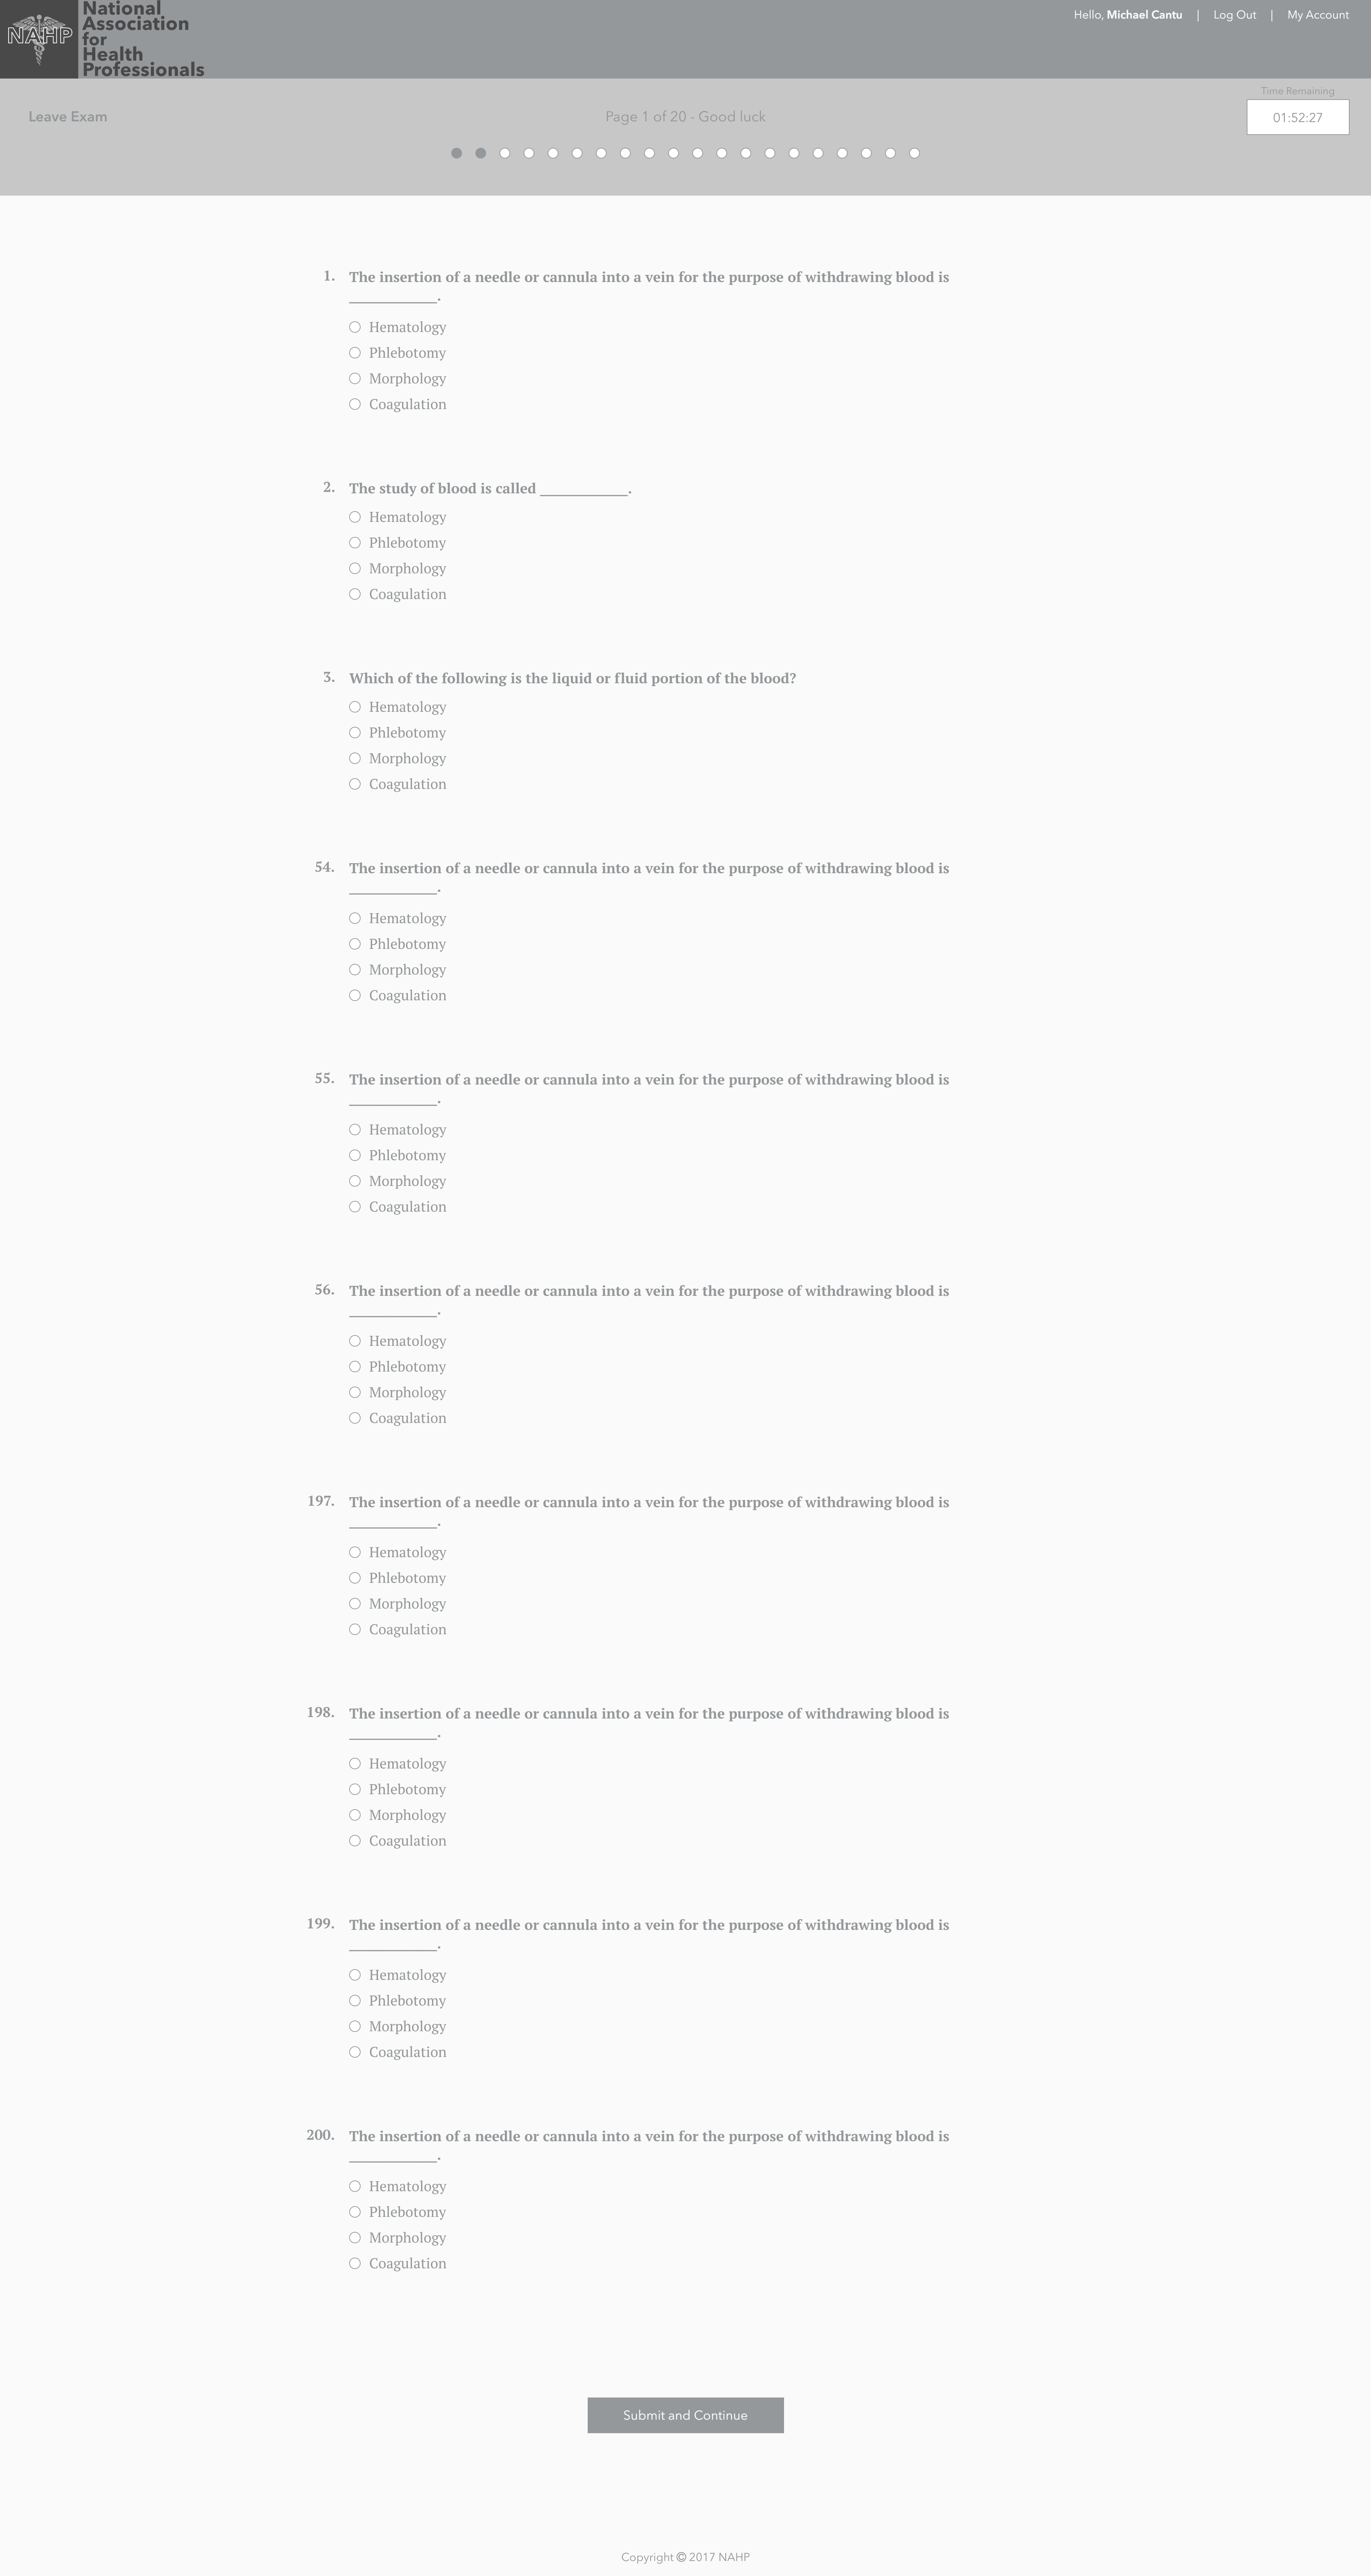 NAHP
National
Association
for
Health
Professionals
Hello, Michael Cantu | Log Out | My Account
Time Remaining
Leave Exam
Page 1 of 20 - Good luck
01:52:27
1. The insertion of a needle or cannula into a vein for the purpose of withdrawing blood is
____________.
Hematology
Phlebotomy
Morphology
Coagulation
2. The study of blood is called ____________.
Hematology
Phlebotomy
Morphology
Coagulation
3. Which of the following is the liquid or fluid portion of the blood?
Hematology
Phlebotomy
Morphology
Coagulation
54. The insertion of a needle or cannula into a vein for the purpose of withdrawing blood is
____________.
Hematology
Phlebotomy
Morphology
Coagulation
55. The insertion of a needle or cannula into a vein for the purpose of withdrawing blood is
____________.
Hematology
Phlebotomy
Morphology
Coagulation
56. The insertion of a needle or cannula into a vein for the purpose of withdrawing blood is
____________.
Hematology
Phlebotomy
Morphology
Coagulation
197. The insertion of a needle or cannula into a vein for the purpose of withdrawing blood is
____________.
Hematology
Phlebotomy
Morphology
Coagulation
198. The insertion of a needle or cannula into a vein for the purpose of withdrawing blood is
____________.
Hematology
Phlebotomy
Morphology
Coagulation
199. The insertion of a needle or cannula into a vein for the purpose of withdrawing blood is
____________.
Hematology
Phlebotomy
Morphology
Coagulation
200. The insertion of a needle or cannula into a vein for the purpose of withdrawing blood is
____________.
Hematology
Phlebotomy
Morphology
Coagulation
Submit and Continue
Copyright © 2017 NAHP